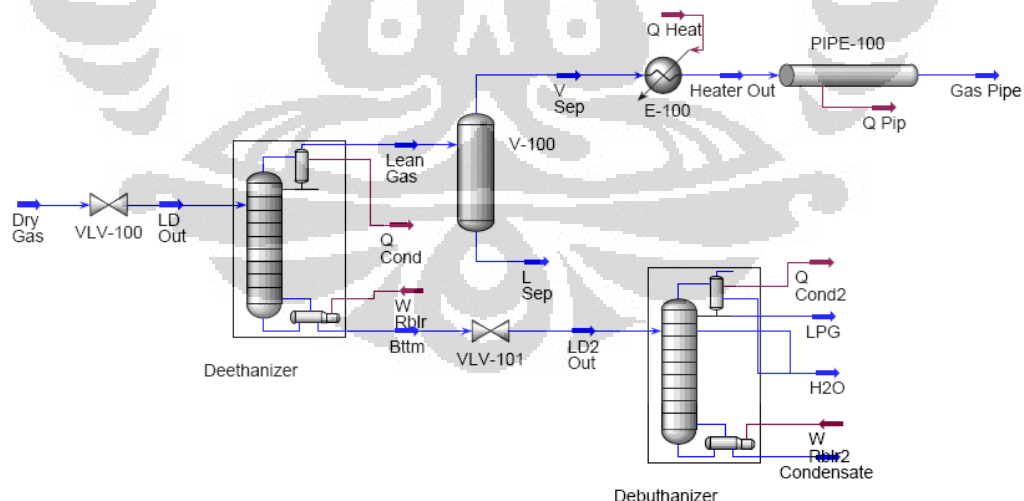 Q Heat
PIPE-100
V
Sep
E-100
Heater Out
Gas Pipe
Q Pip
V-100
Lean
Gas
Dry
Gas
VLV-100
LD
Out
Q
Cond
L
Sep
W
Rblr
Bttm
VLV-101
LD2
Out
Q
Cond2
LPG
H2O
Deethanizer
W
Rblr2
Condensate
Debuthanizer